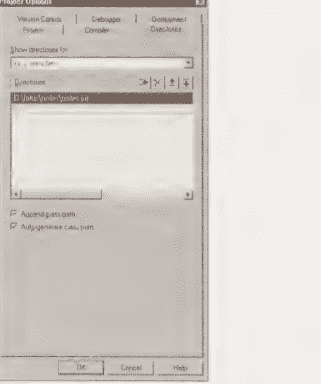 Project Options
Version Control Debugger Deployment
Project Compiler Directories
Show directories for
Directories
Append class path
Auto-generate class path
OK Cancel Help